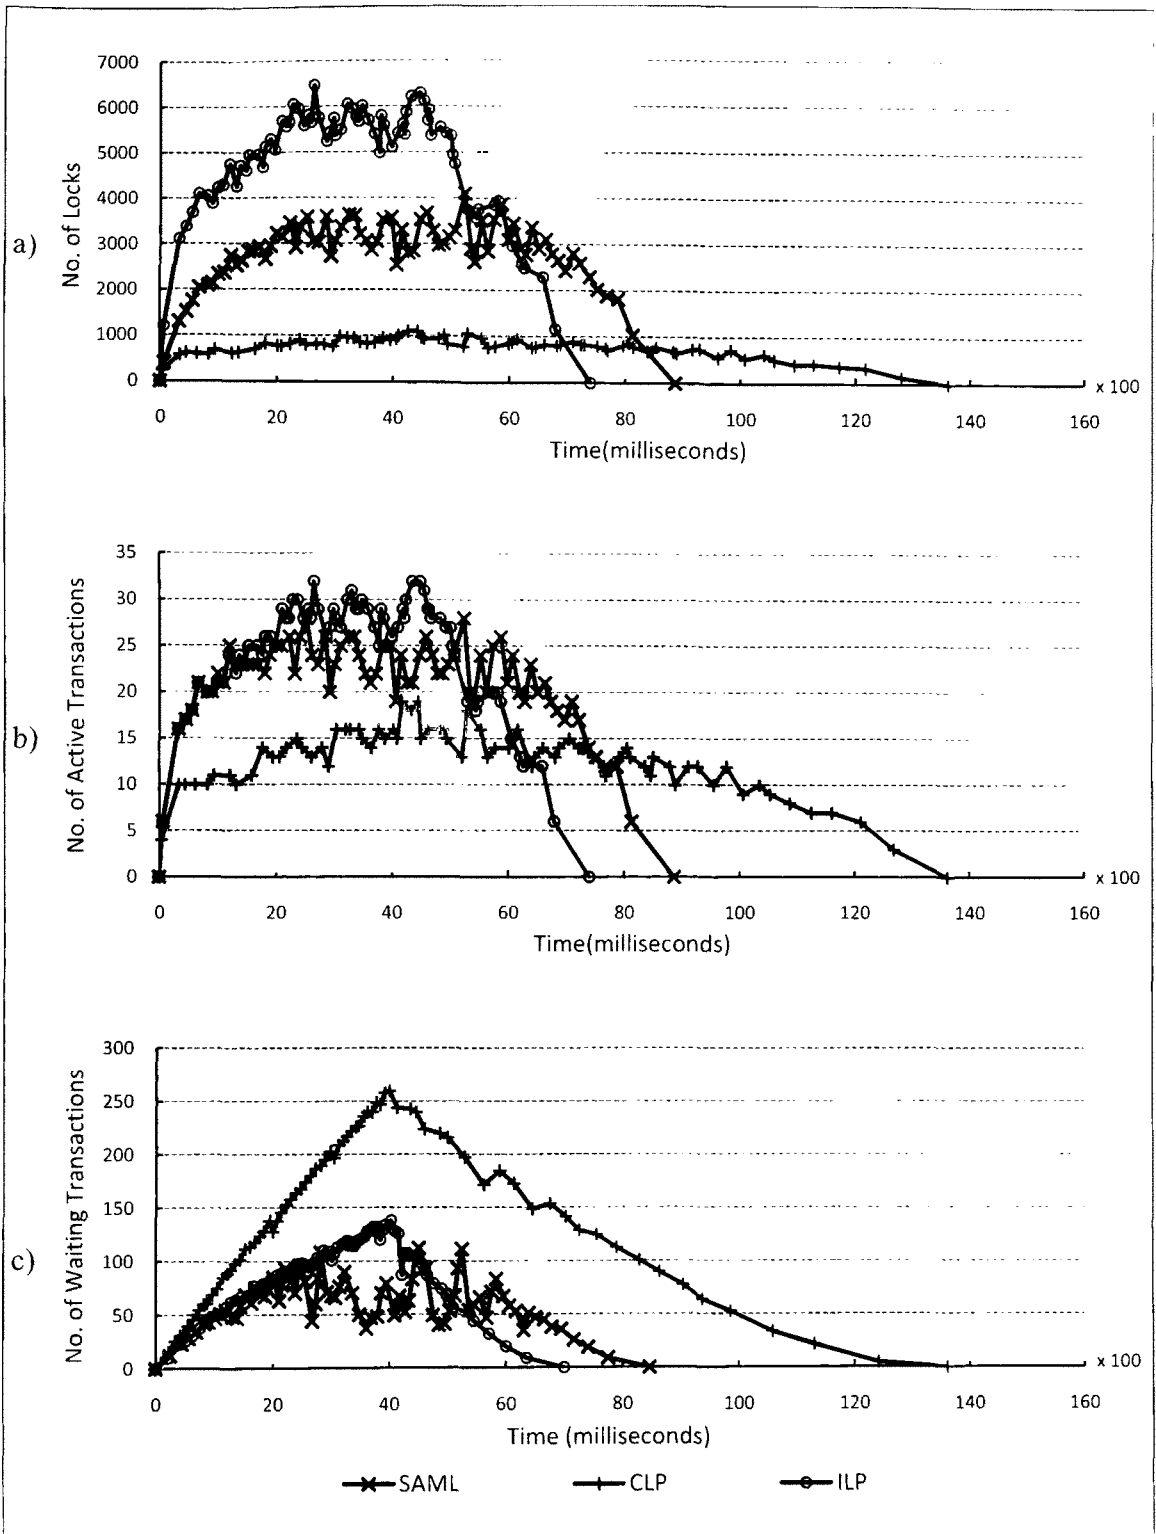 a)
No. of Locks
7000
6000
5000
4000
3000
2000
1000
0
0 20 40 60 80 100 120 140 160
x 100
Time(milliseconds)
b)
No. of Active Transactions
35
30
25
20
15
10
5
0
0 20 40 60 80 100 120 140 160
x 100
Time(milliseconds)
c)
No. of Waiting Transactions
300
250
200
150
100
50
0
0 20 40 60 80 100 120 140 160
x 100
Time (milliseconds)
SAML CLP ILP